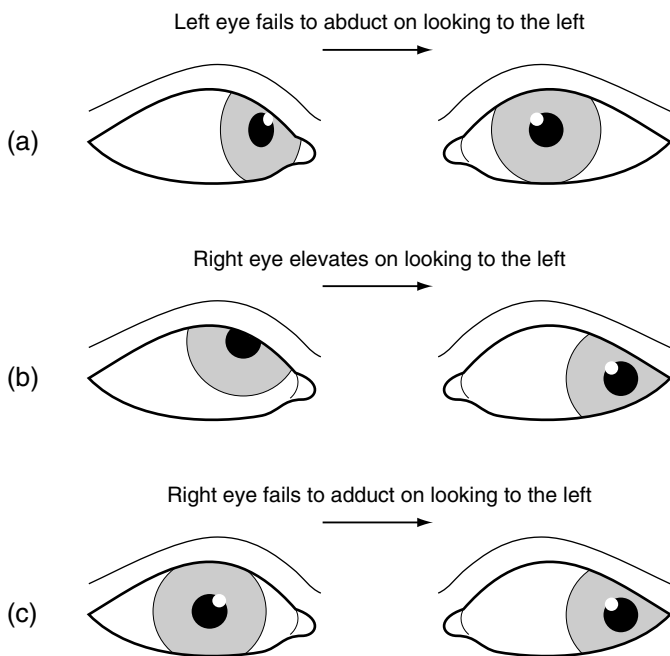 Left eye fails to abduct on looking to the left
(a)
Right eye elevates on looking to the left
(b)
Right eye fails to adduct on looking to the left
(c)